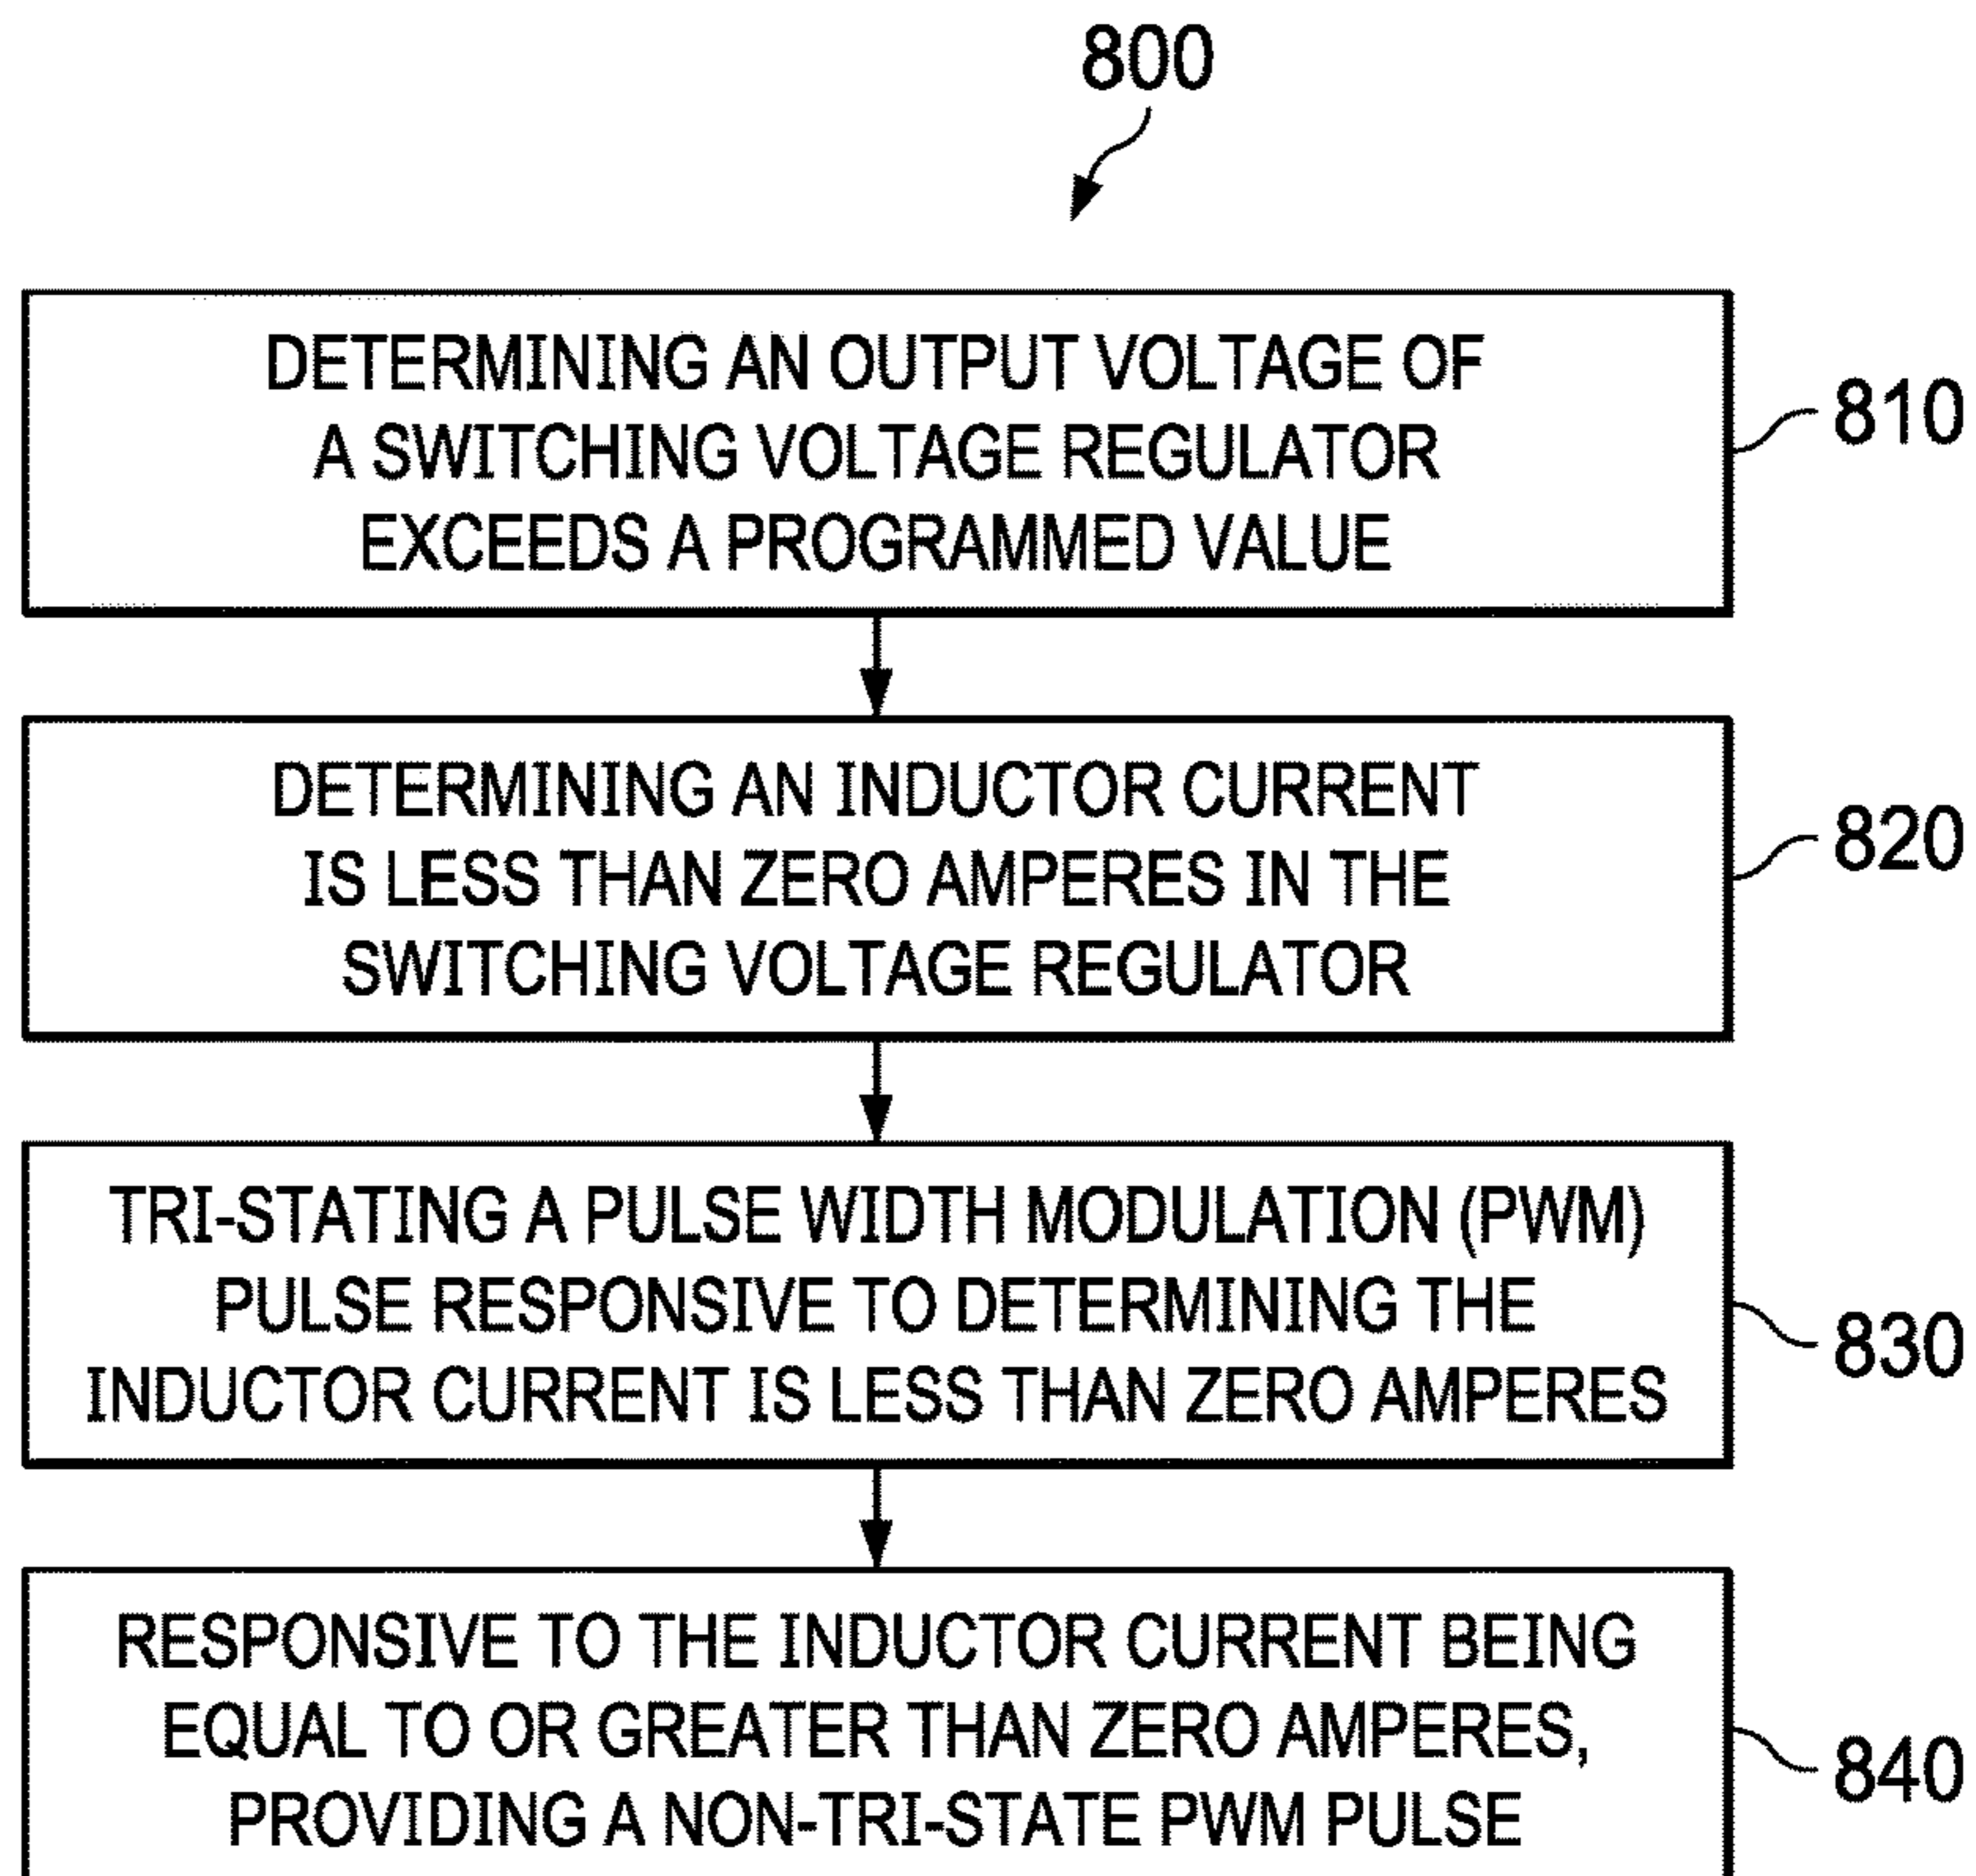 800
DETERMINING AN OUTPUT VOLTAGE OF
A SWITCHING VOLTAGE REGULATOR
EXCEEDS A PROGRAMMED VALUE
810
DETERMINING AN INDUCTOR CURRENT
IS LESS THAN ZERO AMPERES IN THE
SWITCHING VOLTAGE REGULATOR
820
TRI-STATING A PULSE WIDTH MODULATION (PWM)
PULSE RESPONSIVE TO DETERMINING THE
INDUCTOR CURRENT IS LESS THAN ZERO AMPERES
830
RESPONSIVE TO THE INDUCTOR CURRENT BEING
EQUAL TO OR GREATER THAN ZERO AMPERES,
PROVIDING A NON-TRI-STATE PWM PULSE
840